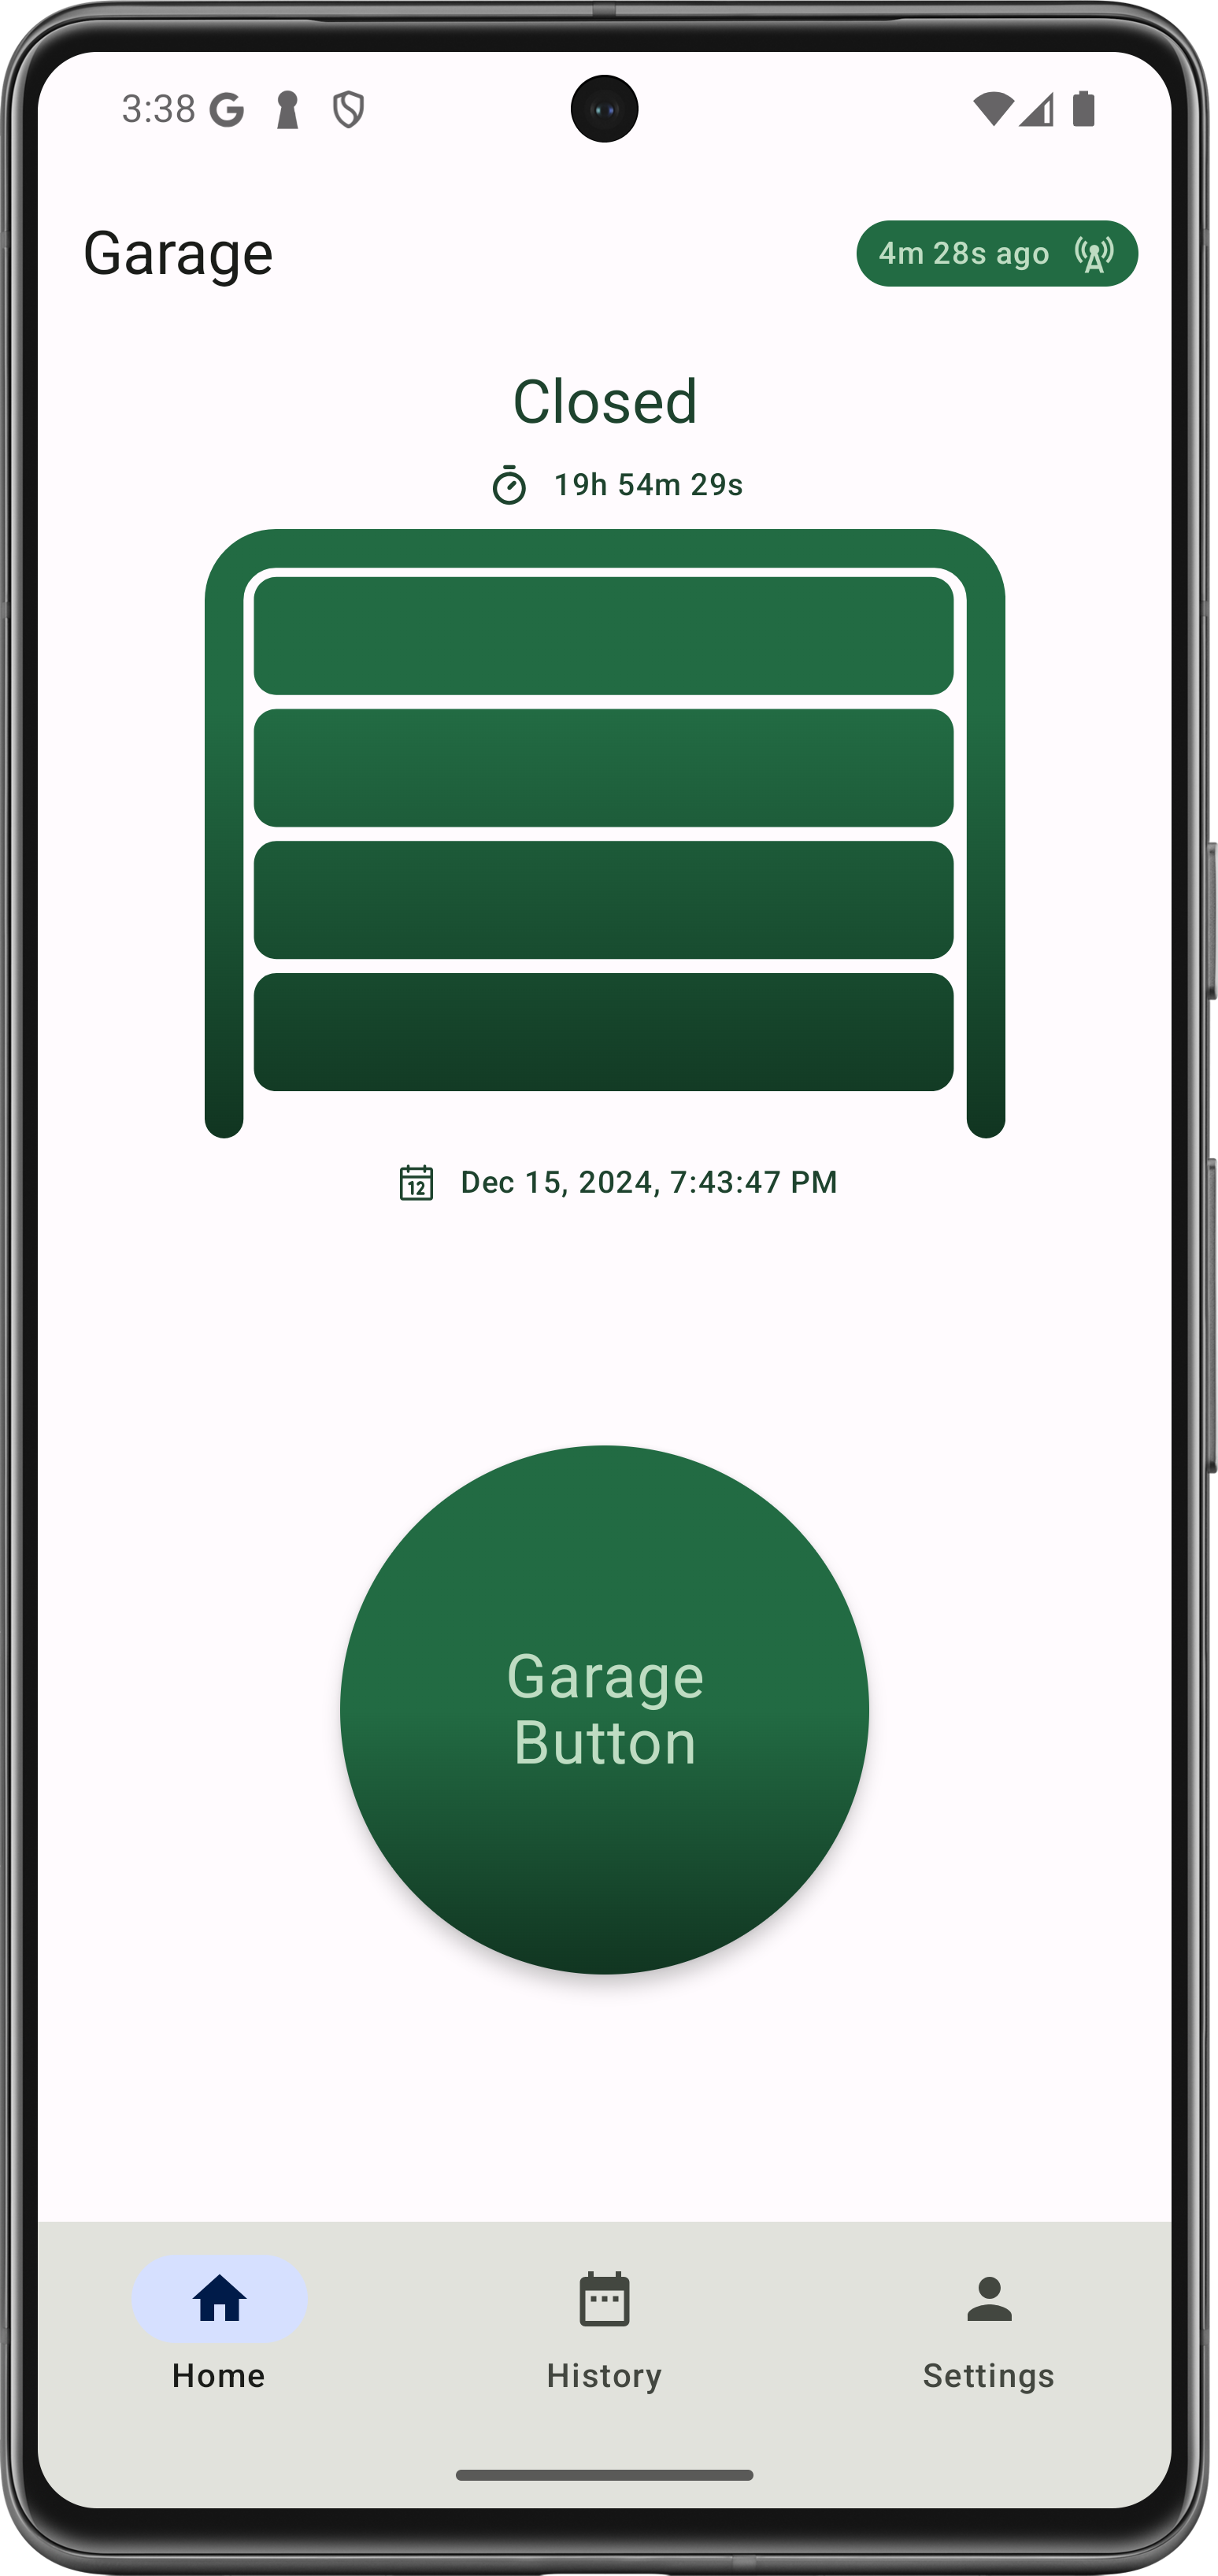 3:38
Garage
4m 28s ago
Closed
19h 54m 29s
12
Dec 15, 2024, 7:43:47 PM
Garage
Button
Home
History
Settings